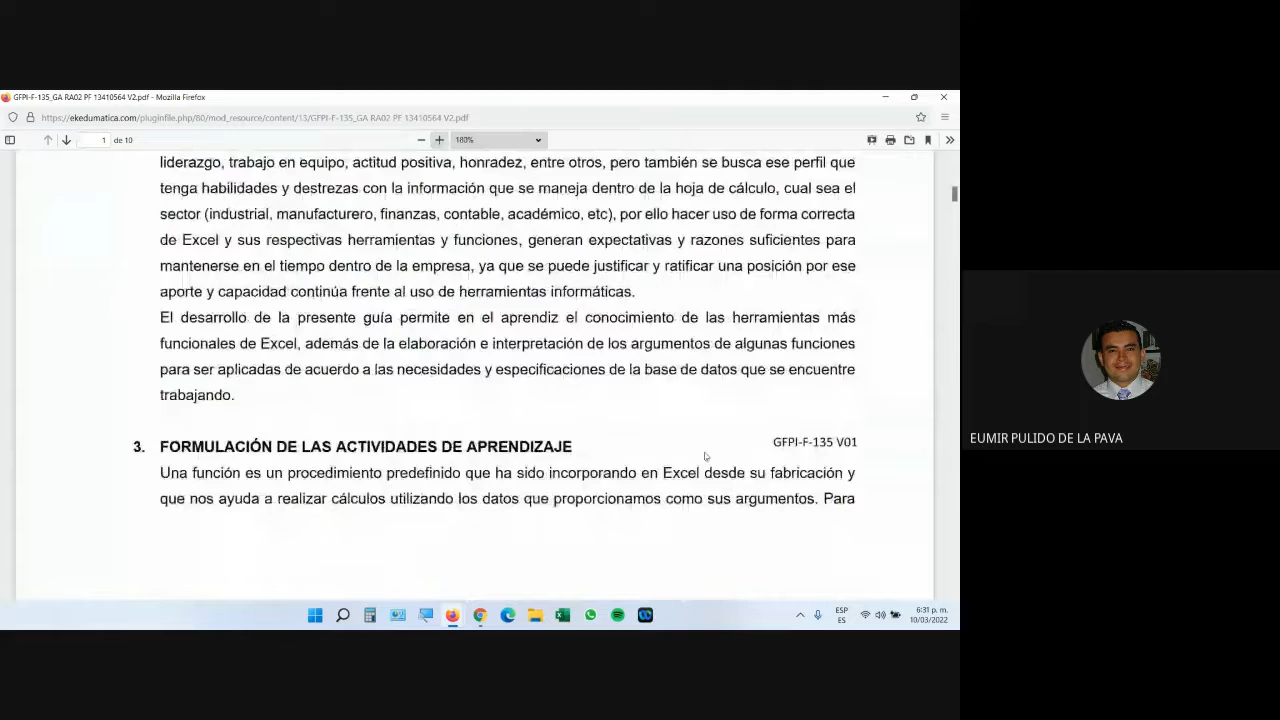 GFPI-F-135_GA RA02 PF 13410564 V2.pdf - Mozilla Firefox
https://ekedumatica.com/pluginfile.php/80/mod_resource/content/13/GFPI-F-135_GA RA02 PF 13410564 V2.pdf
1 de 10
180%
liderazgo, trabajo en equipo, actitud positiva, honradez, entre otros, pero también se busca ese perfil que
tenga habilidades y destrezas con la información que se maneja dentro de la hoja de cálculo, cual sea el
sector (industrial, manufacturero, finanzas, contable, académico, etc), por ello hacer uso de forma correcta
de Excel y sus respectivas herramientas y funciones, generan expectativas y razones suficientes para
mantenerse en el tiempo dentro de la empresa, ya que se puede justificar y ratificar una posición por ese
aporte y capacidad continúa frente al uso de herramientas informáticas.
El desarrollo de la presente guía permite en el aprendiz el conocimiento de las herramientas más
funcionales de Excel, además de la elaboración e interpretación de los argumentos de algunas funciones
para ser aplicadas de acuerdo a las necesidades y especificaciones de la base de datos que se encuentre
trabajando.
3. FORMULACIÓN DE LAS ACTIVIDADES DE APRENDIZAJE
GFPI-F-135 V01
Una función es un procedimiento predefinido que ha sido incorporando en Excel desde su fabricación y
que nos ayuda a realizar cálculos utilizando los datos que proporcionamos como sus argumentos. Para
EUMIR PULIDO DE LA PAVA
ESP
ES
6:31 p. m.
10/03/2022